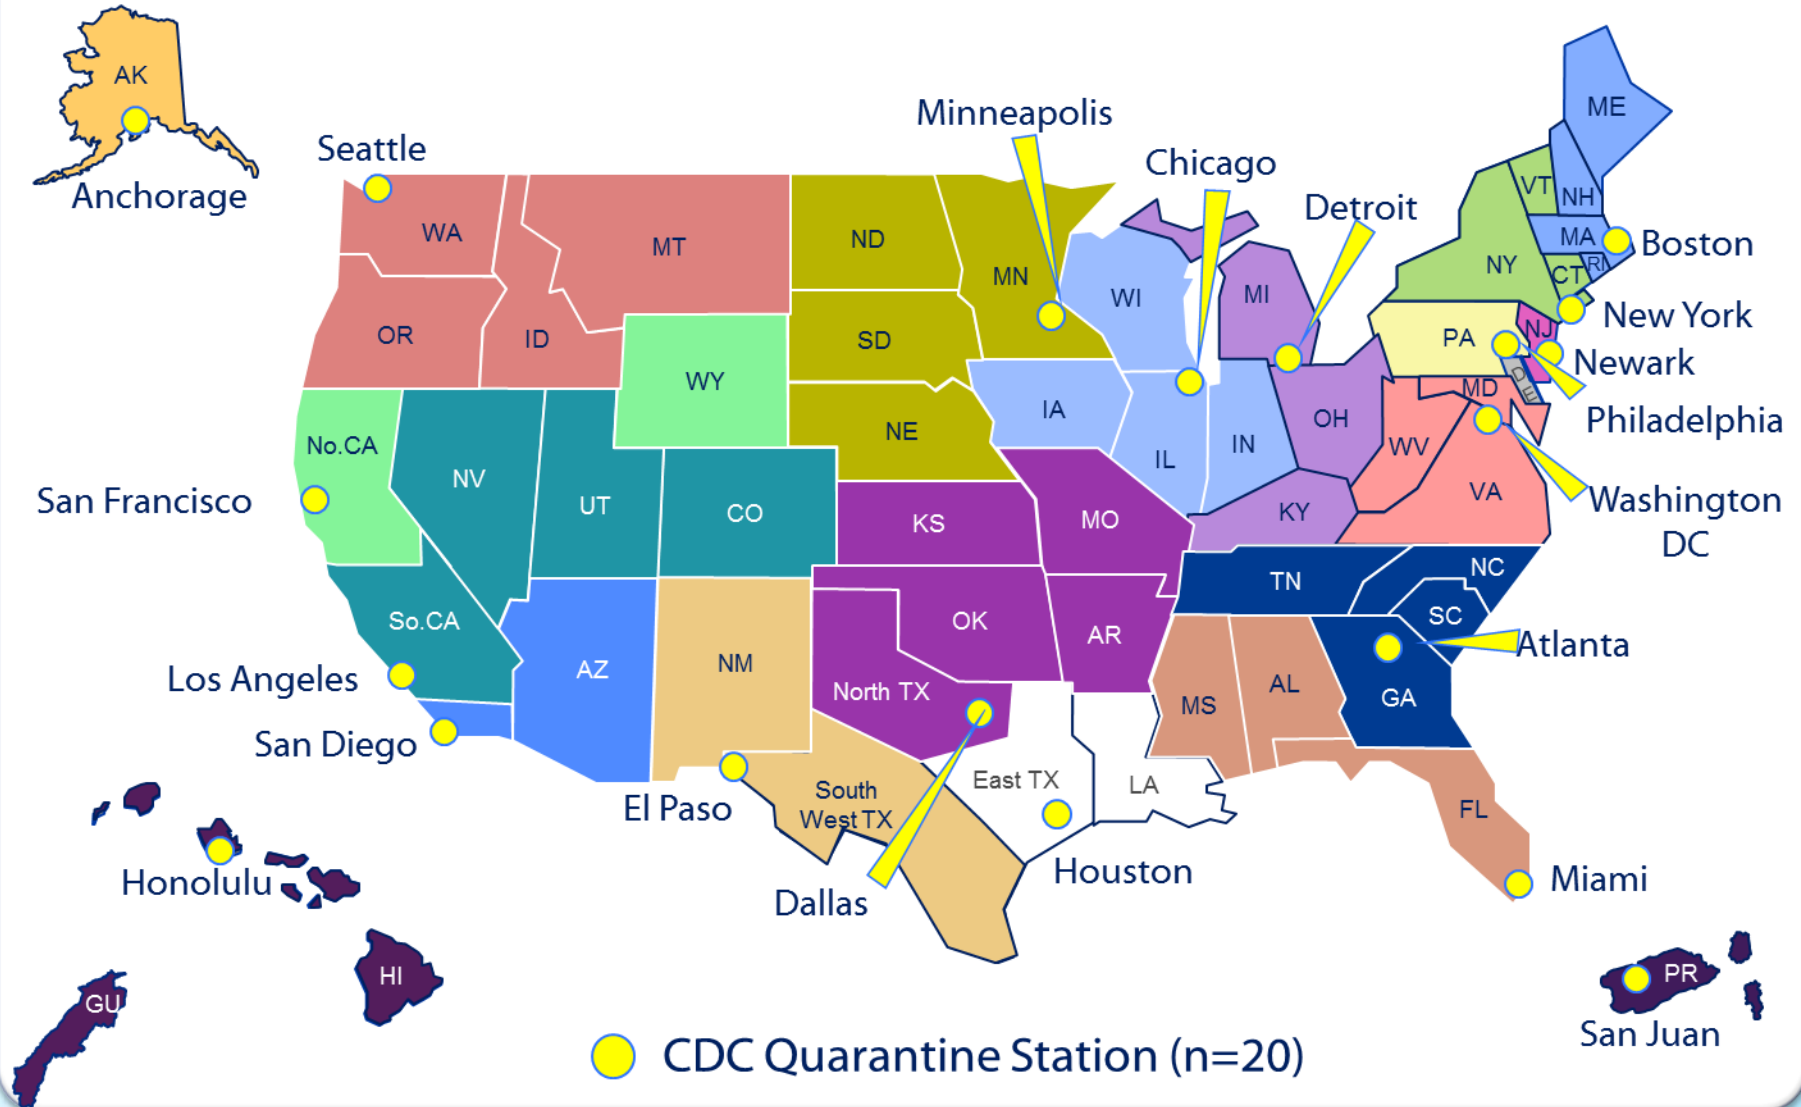 AK
Anchorage
Seattle
Minneapolis
Chicago
Detroit
ME
VT
NH
MA
Boston
NY
CT
RI
WA
MT
ND
MN
WI
MI
OR
ID
SD
PA
NJ
New York
Newark
WY
IA
OH
MD
DE
Philadelphia
No.CA
NV
UT
CO
NE
IL
IN
WV
VA
Washington
DC
San Francisco
KS
MO
KY
So.CA
AZ
NM
OK
AR
TN
NC
SC
Atlanta
Los Angeles
North TX
MS
AL
GA
San Diego
El Paso
South
West TX
East TX
LA
FL
Dallas
Houston
Miami
Honolulu
HI
GU
PR
San Juan
CDC Quarantine Station (n=20)